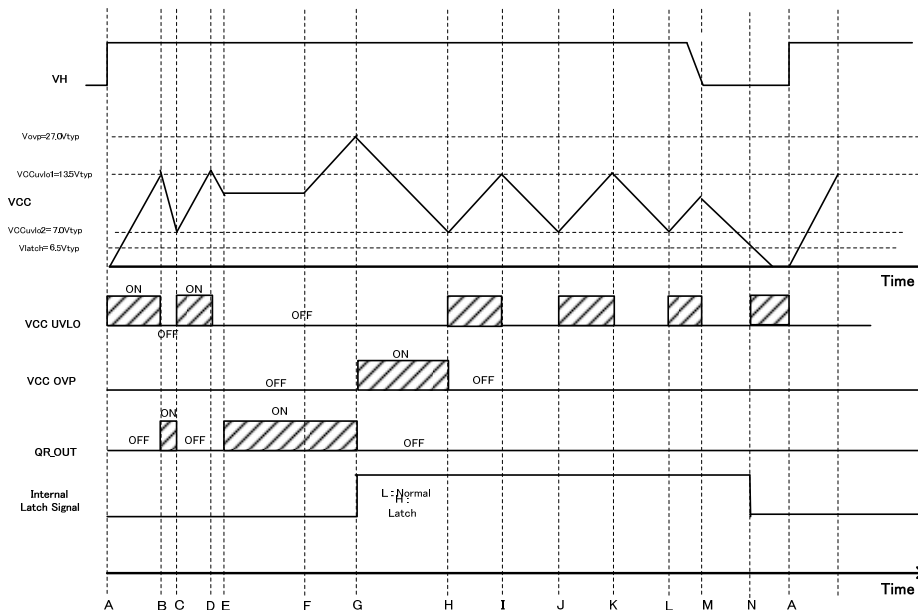 VH
Vovp=27.0Vtyp
VCCuvlo1=13.5Vtyp
VCC
VCCuvlo2= 7.0Vtyp
Vlatch= 6.5Vtyp
Time
ON
ON
VCC UVLO
OFF
OFF
ON
VCC OVP
OFF
OFF
ON
ON
OFF
OFF
OFF
QR_OUT
Internal
Latch Signal
L : Normal
H :
Latch
Time
A B C D E F G H I J K L M N A